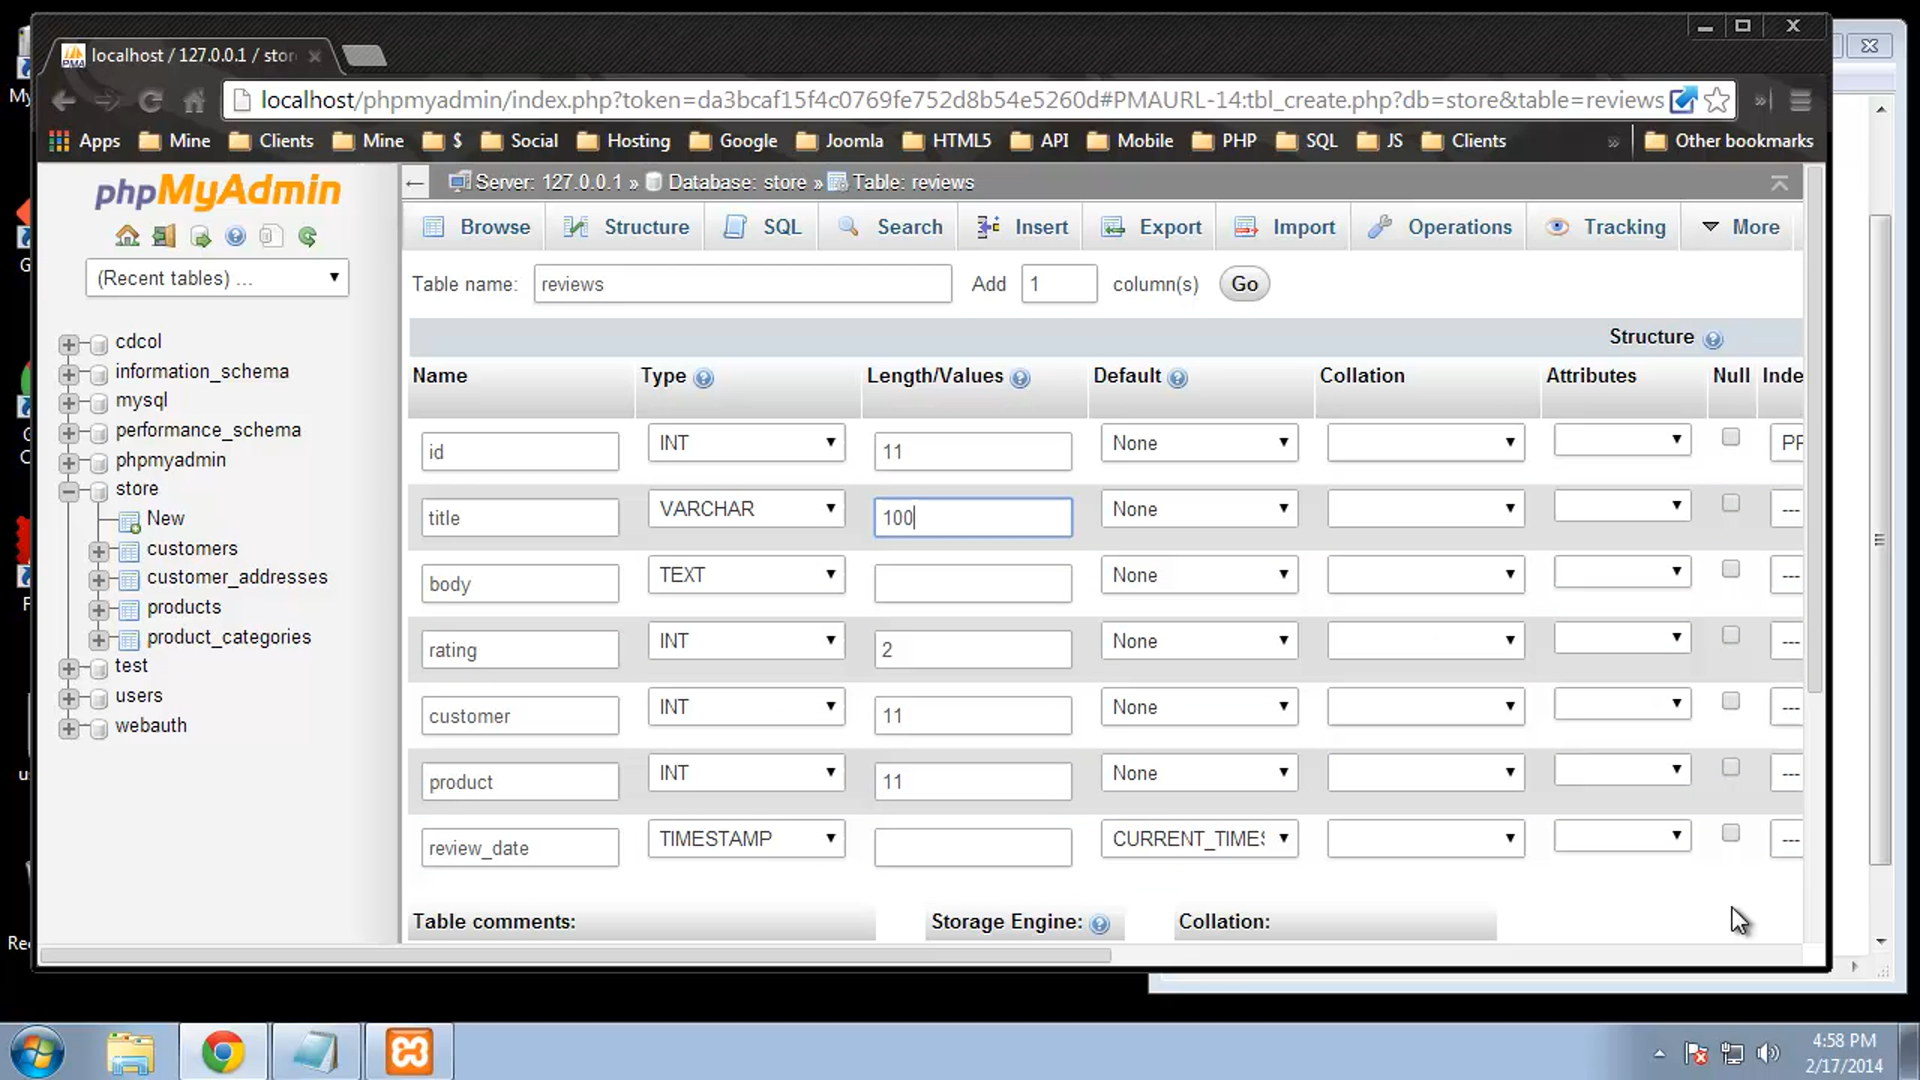 localhost / 127.0.0.1 / stor
localhost/phpmyadmin/index.php?token=da3bcaf15f4c0769fe752d8b54e5260d#PMAURL-14:tbl_create.php?db=store&table=reviews
Apps Mine Clients Mine $ Social Hosting Google Joomla HTML5 API Mobile PHP SQL JS Clients » Other bookmarks
phpMyAdmin
(Recent tables) ...
cdcol
information_schema
mysql
performance_schema
phpmyadmin
store
New
customers
customer_addresses
products
product_categories
test
users
webauth
Server: 127.0.0.1 » Database: store » Table: reviews
Browse Structure SQL Search Insert Export Import Operations Tracking More
Table name: reviews Add 1 column(s) Go
Structure
Name Type Length/Values Default Collation Attributes Null Inde
id INT 11 None PF
title VARCHAR 100 None ---
body TEXT None ---
rating INT 2 None ---
customer INT 11 None ---
product INT 11 None ---
review_date TIMESTAMP CURRENT_TIMES ---
Table comments: Storage Engine: Collation:
4:58 PM
2/17/2014